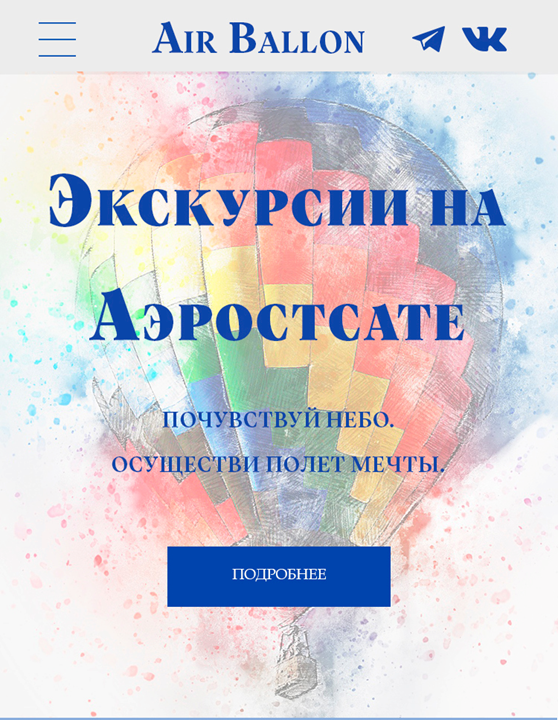 Air Ballon
Экскурсии на
Аэростсате
ПОЧУВСТВУЙ НЕБО.
ОСУЩЕСТВИ ПОЛЕТ МЕЧТЫ.
ПОДРОБНЕЕ